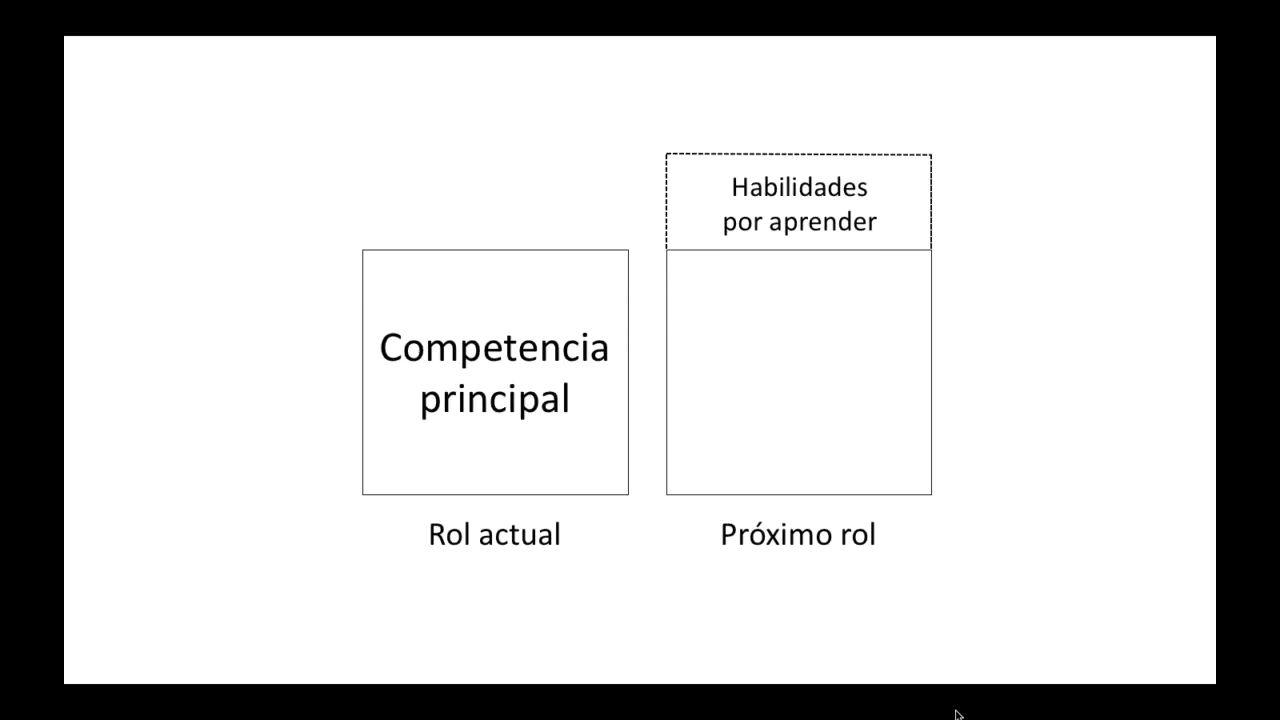 Habilidades
por aprender
Competencia
principal
Rol actual
Próximo rol